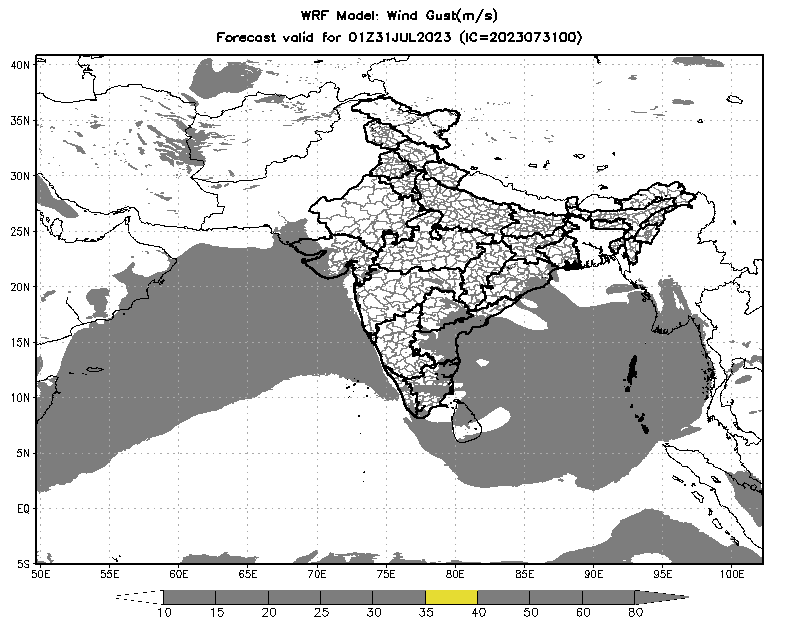 WRF Model: Wind Gust(m/s)
Forecast valid for 01Z31JUL2023 (IC=2023073100)
40N
35N
30N
25N
20N
15N
10N
5N
EQ
5S
50E 55E 60E 65E 70E 75E 80E 85E 90E 95E 100E
10 15 20 25 30 35 40 50 60 80